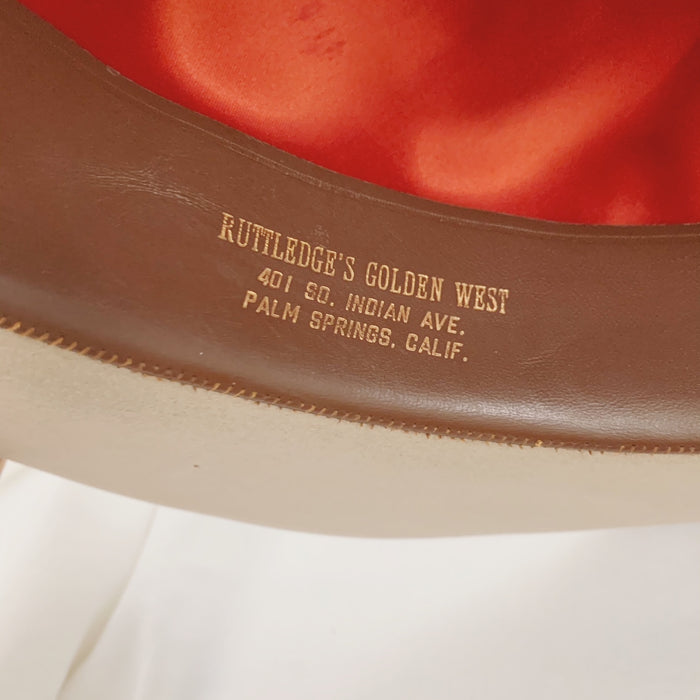 RUTTLEDGE'S GOLDEN WEST
401 SO. INDIAN AVE.
PALM SPRINGS, CALIF.